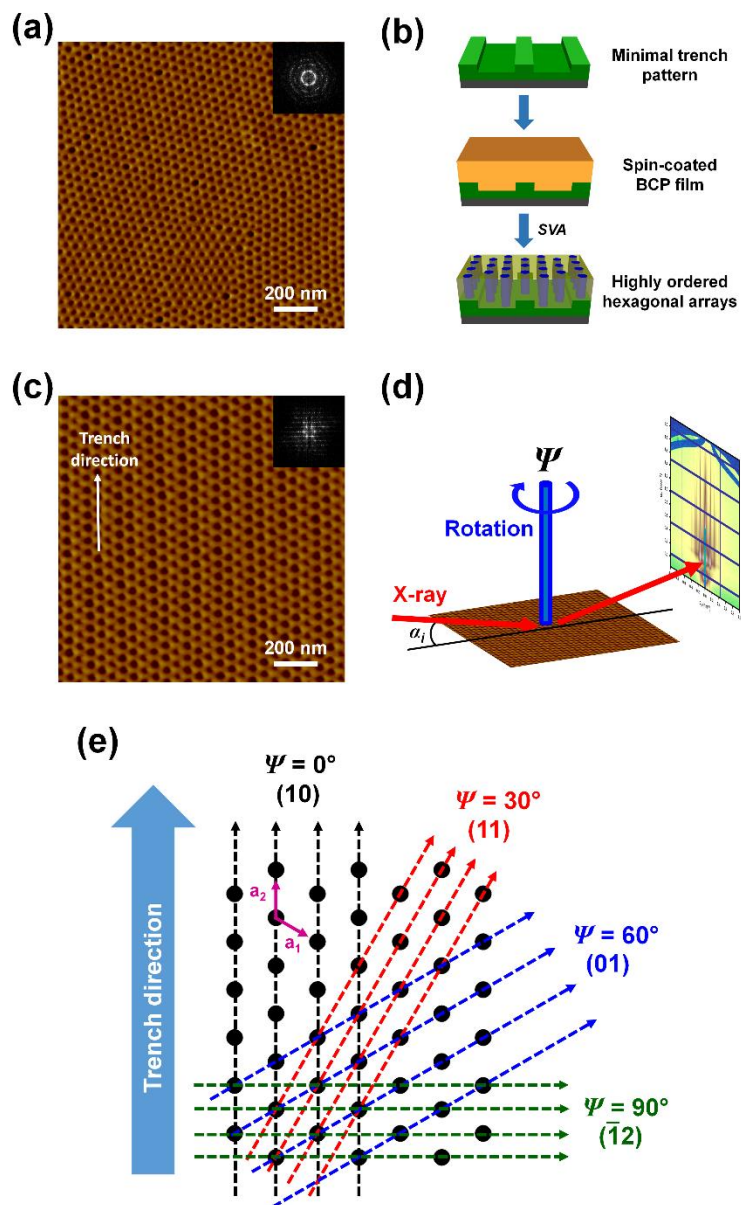 (a)
200 nm
(b)
Minimal trench
pattern
Spin-coated
BCP film
SVA
Highly ordered
hexagonal arrays
(c)
Trench
direction
200 nm
(d)
Ψ
Rotation
X-ray
αi
(e)
Trench direction
Ψ = 0°
(10)
Ψ = 30°
(11)
Ψ = 60°
(01)
Ψ = 90°
(1̅2)
a2
a1